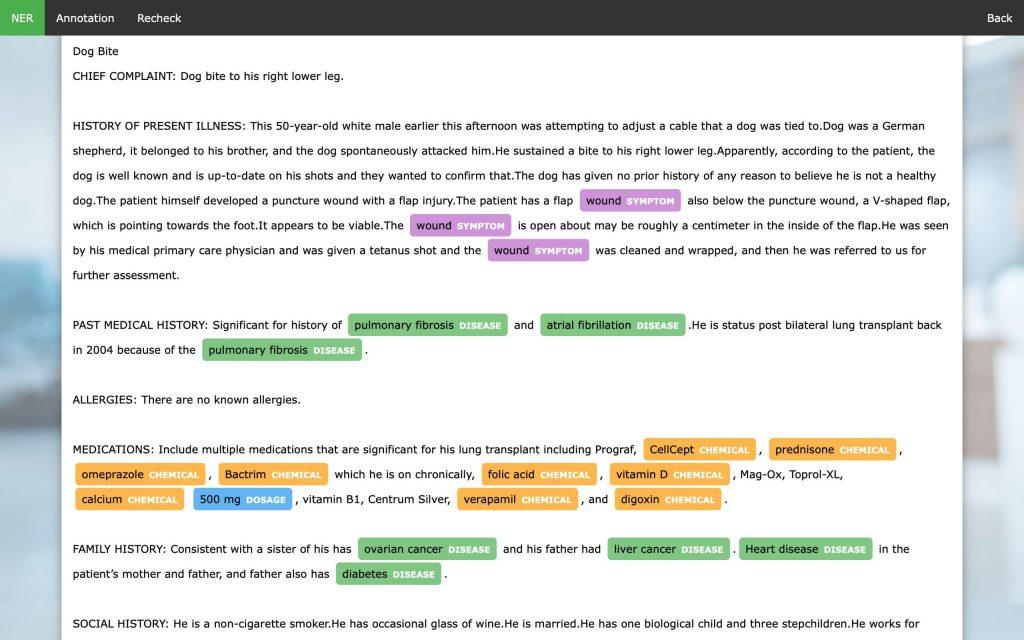 NER Annotation Recheck Back
Dog Bite
CHIEF COMPLAINT: Dog bite to his right lower leg.
HISTORY OF PRESENT ILLNESS: This 50-year-old white male earlier this afternoon was attempting to adjust a cable that a dog was tied to.Dog was a German
shepherd, it belonged to his brother, and the dog spontaneously attacked him.He sustained a bite to his right lower leg.Apparently, according to the patient, the
dog is well known and is up-to-date on his shots and they wanted to confirm that.The dog has given no prior history of any reason to believe he is not a healthy
dog.The patient himself developed a puncture wound with a flap injury.The patient has a flap wound SYMPTOM also below the puncture wound, a V-shaped flap,
which is pointing towards the foot.It appears to be viable.The wound SYMPTOM is open about may be roughly a centimeter in the inside of the flap.He was seen
by his medical primary care physician and was given a tetanus shot and the wound SYMPTOM was cleaned and wrapped, and then he was referred to us for
further assessment.
PAST MEDICAL HISTORY: Significant for history of pulmonary fibrosis DISEASE and atrial fibrillation DISEASE .He is status post bilateral lung transplant back
in 2004 because of the pulmonary fibrosis DISEASE .
ALLERGIES: There are no known allergies.
MEDICATIONS: Include multiple medications that are significant for his lung transplant including Prograf, CellCept CHEMICAL , prednisone CHEMICAL ,
omeprazole CHEMICAL , Bactrim CHEMICAL which he is on chronically, folic acid CHEMICAL , vitamin D CHEMICAL , Mag-Ox, Toprol-XL,
calcium CHEMICAL 500 mg DOSAGE , vitamin B1, Centrum Silver, verapamil CHEMICAL , and digoxin CHEMICAL .
FAMILY HISTORY: Consistent with a sister of his has ovarian cancer DISEASE and his father had liver cancer DISEASE . Heart disease DISEASE in the
patient’s mother and father, and father also has diabetes DISEASE .
SOCIAL HISTORY: He is a non-cigarette smoker.He has occasional glass of wine.He is married.He has one biological child and three stepchildren.He works for